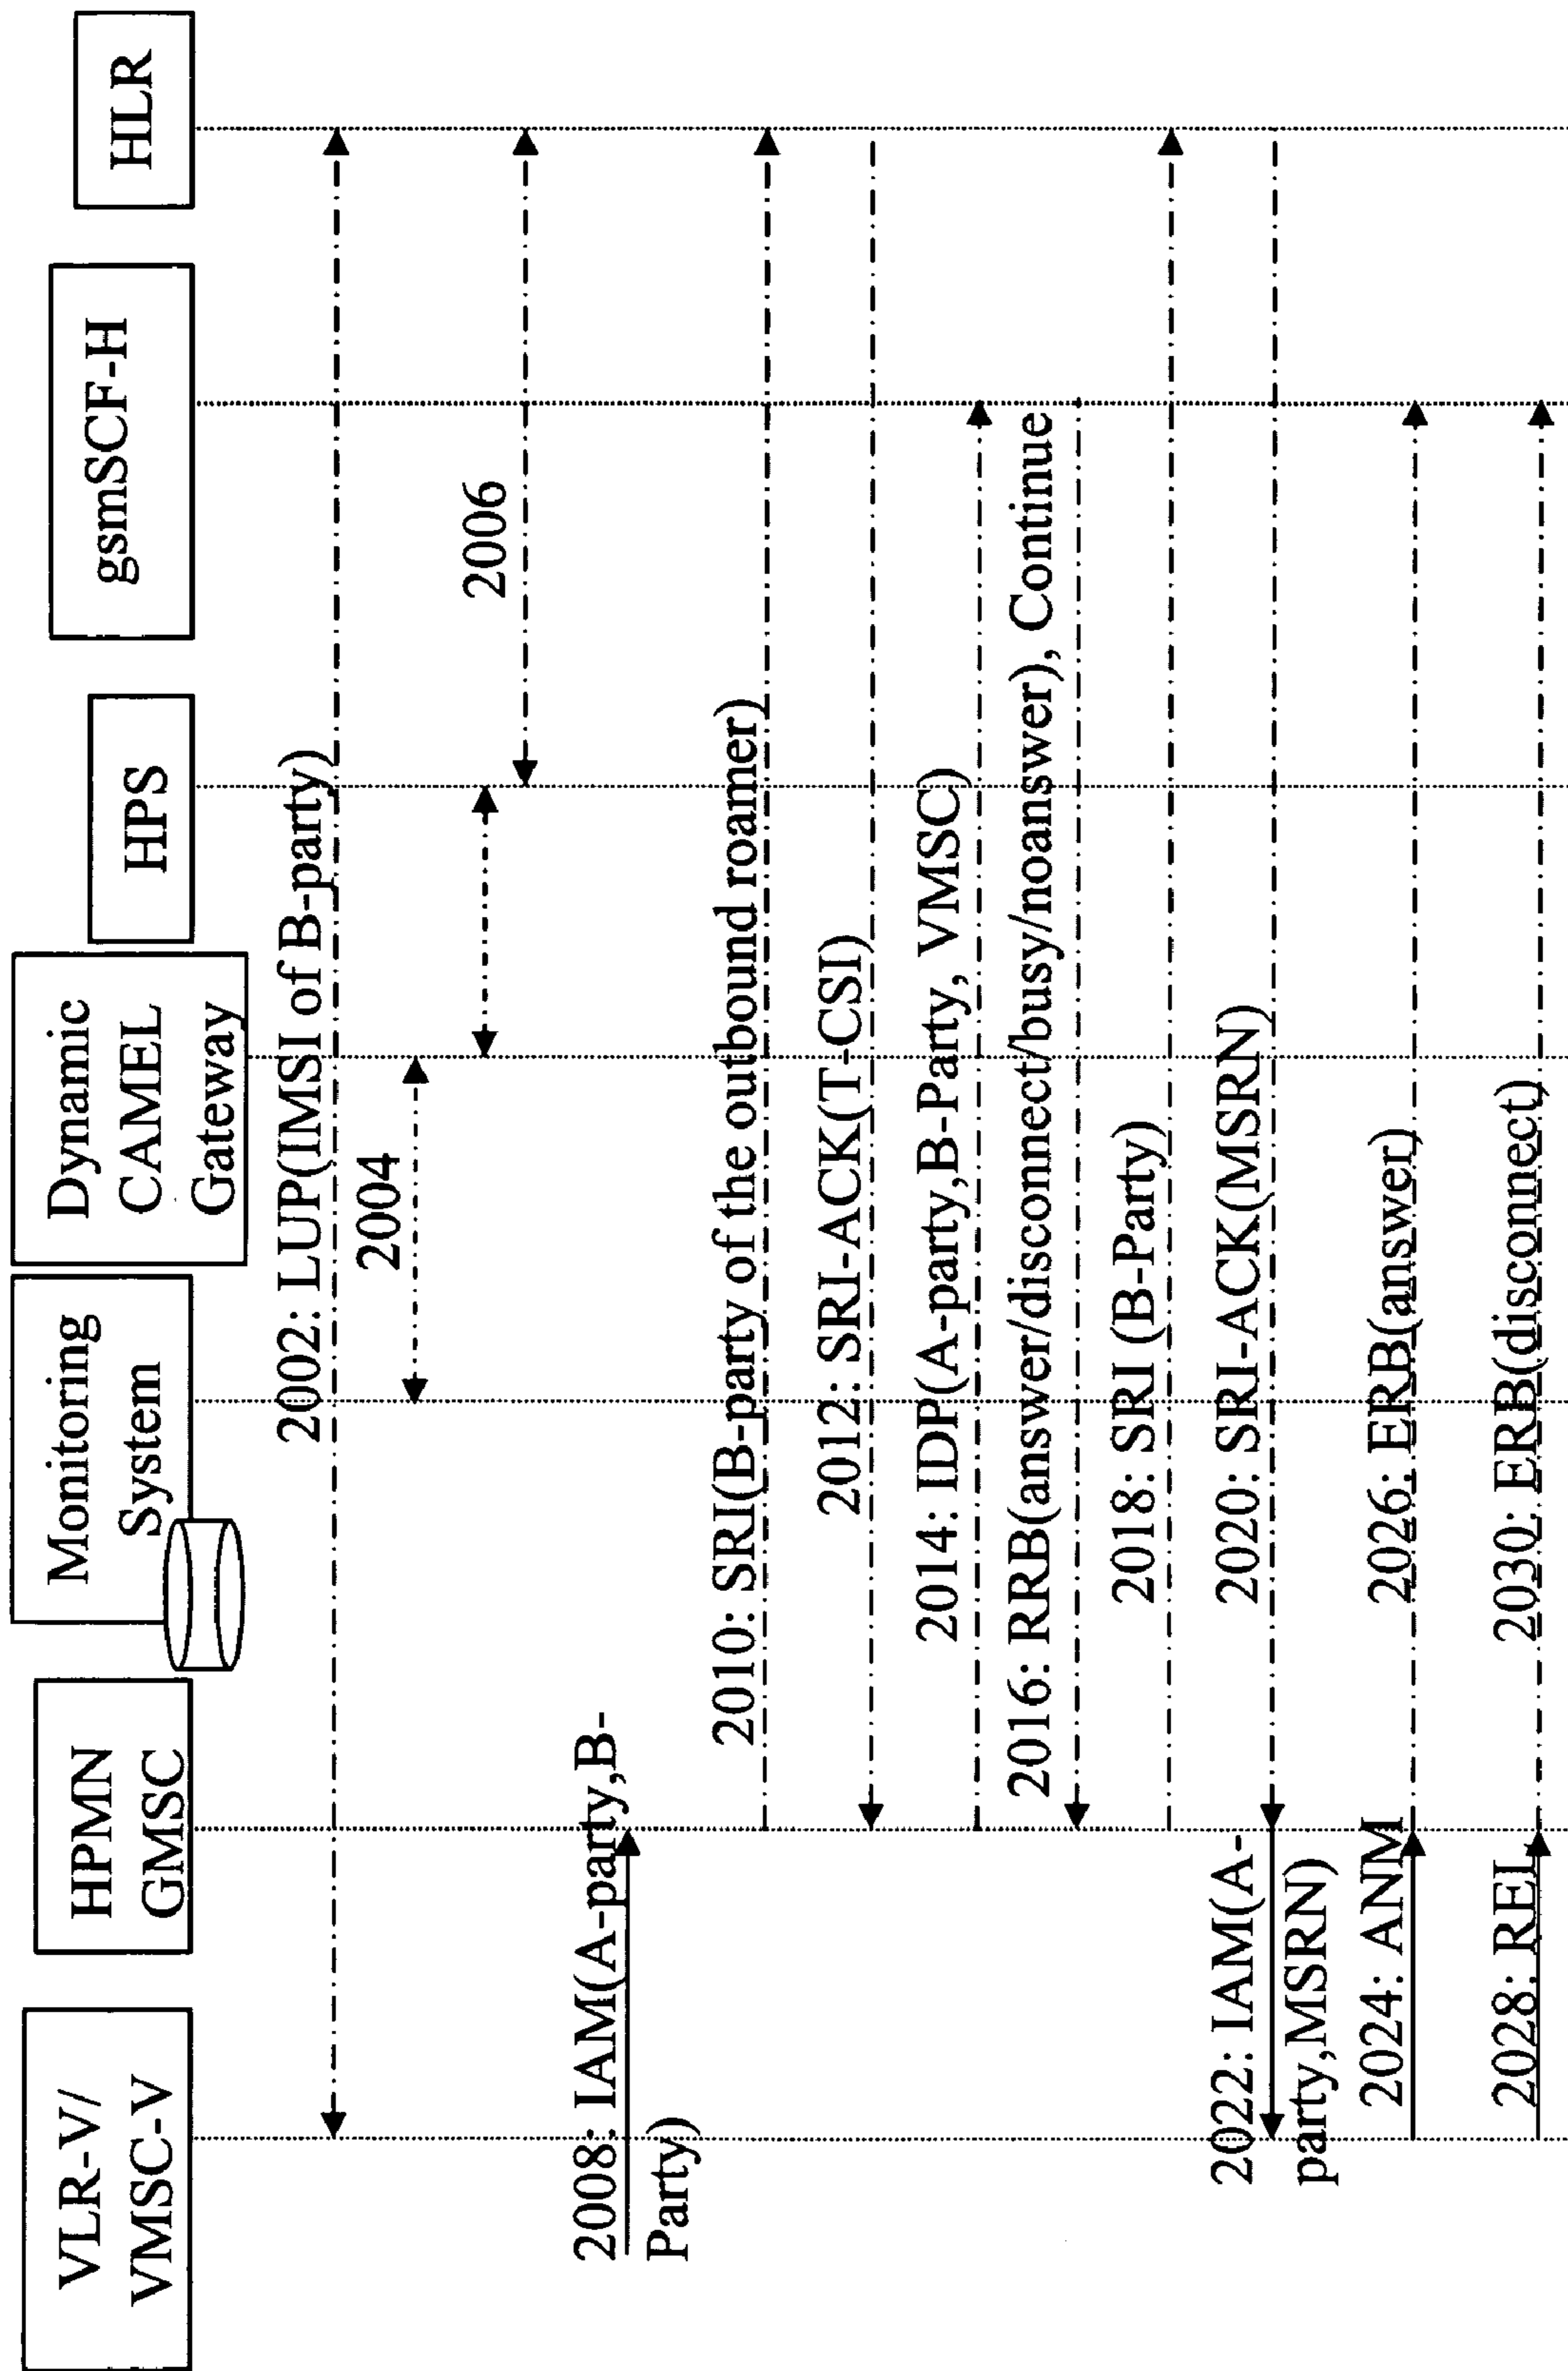 VLR-V/
VMSC-V
HPMN
GMSC
Monitoring
System
Dynamic
CAMEL
Gateway
HPS
gsmSCF-H
HLR
2002: LUP(IMSI of B-party)
2004
2006
2008: IAM(A-party,B-
Party)
2010: SRI(B-party of the outbound roamer)
2012: SRI-ACK(T-CSI)
2014: IDP(A-party,B-Party, VMSC)
2016: RRB(answer/disconnect/busy/noanswer), Continue
2018: SRI (B-Party)
2020: SRI-ACK(MSRN)
2022: IAM(A-
party,MSRN)
2024: ANM
2026: ERB(answer)
2028: REL
2030: ERB(disconnect)